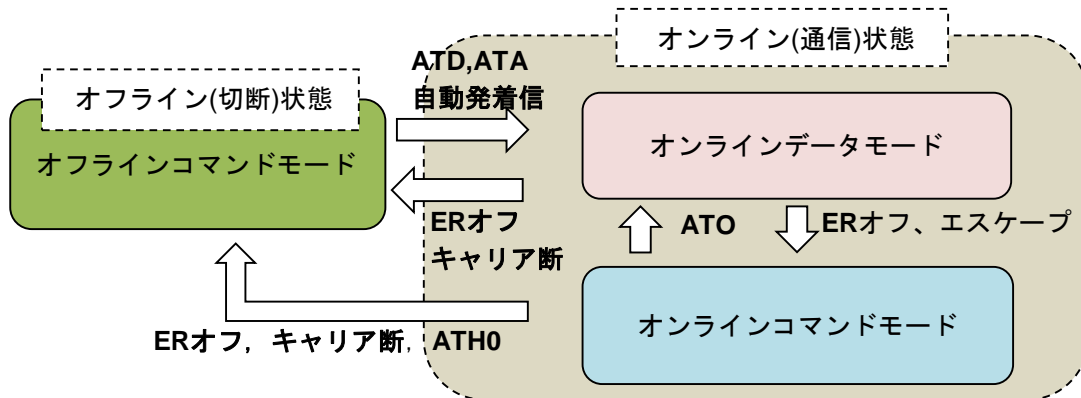 オフライン(切断)状態
オフラインコマンドモード
ATD,ATA
自動発着信
ERオフ
キャリア断
ERオフ，キャリア断，ATH0
オンライン(通信)状態
オンラインデータモード
ATO
ERオフ、エスケープ
オンラインコマンドモード